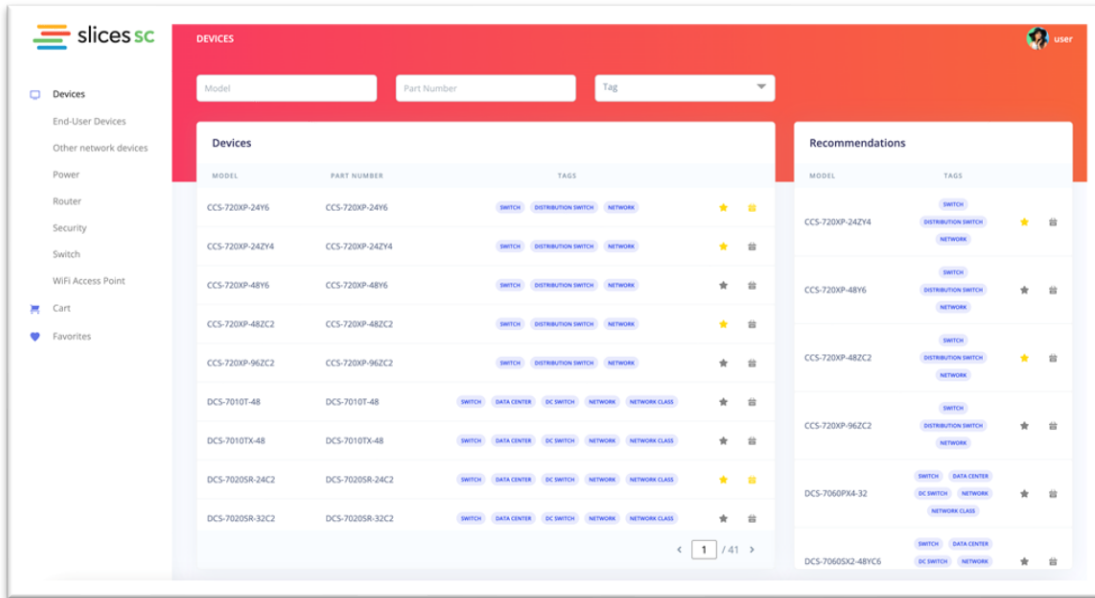 slices sc
Devices
End-User Devices
Other network devices
Power
Router
Security
Switch
WiFi Access Point
Cart
Favorites
DEVICES
user
Model
Part Number
Tag
Devices
MODEL PART NUMBER TAGS
CCS-720XP-24Y6 CCS-720XP-24Y6 SWITCH DISTRIBUTION SWITCH NETWORK
CCS-720XP-24ZY4 CCS-720XP-24ZY4 SWITCH DISTRIBUTION SWITCH NETWORK
CCS-720XP-48Y6 CCS-720XP-48Y6 SWITCH DISTRIBUTION SWITCH NETWORK
CCS-720XP-48ZC2 CCS-720XP-48ZC2 SWITCH DISTRIBUTION SWITCH NETWORK
CCS-720XP-96ZC2 CCS-720XP-96ZC2 SWITCH DISTRIBUTION SWITCH NETWORK
DCS-7010T-48 DCS-7010T-48 SWITCH DATA CENTER DC SWITCH NETWORK NETWORK CLASS
DCS-7010TX-48 DCS-7010TX-48 SWITCH DATA CENTER DC SWITCH NETWORK NETWORK CLASS
DCS-7020SR-24C2 DCS-7020SR-24C2 SWITCH DATA CENTER DC SWITCH NETWORK NETWORK CLASS
DCS-7020SR-32C2 DCS-7020SR-32C2 SWITCH DATA CENTER DC SWITCH NETWORK NETWORK CLASS
< 1 / 41 >
Recommendations
MODEL TAGS
SWITCH
CCS-720XP-24ZY4 DISTRIBUTION SWITCH
NETWORK
SWITCH
CCS-720XP-48Y6 DISTRIBUTION SWITCH
NETWORK
SWITCH
CCS-720XP-48ZC2 DISTRIBUTION SWITCH
NETWORK
SWITCH
CCS-720XP-96ZC2 DISTRIBUTION SWITCH
NETWORK
SWITCH DATA CENTER
DCS-7060PX4-32 DC SWITCH NETWORK
NETWORK CLASS
SWITCH DATA CENTER
DCS-7060SX2-48YC6 DC SWITCH NETWORK